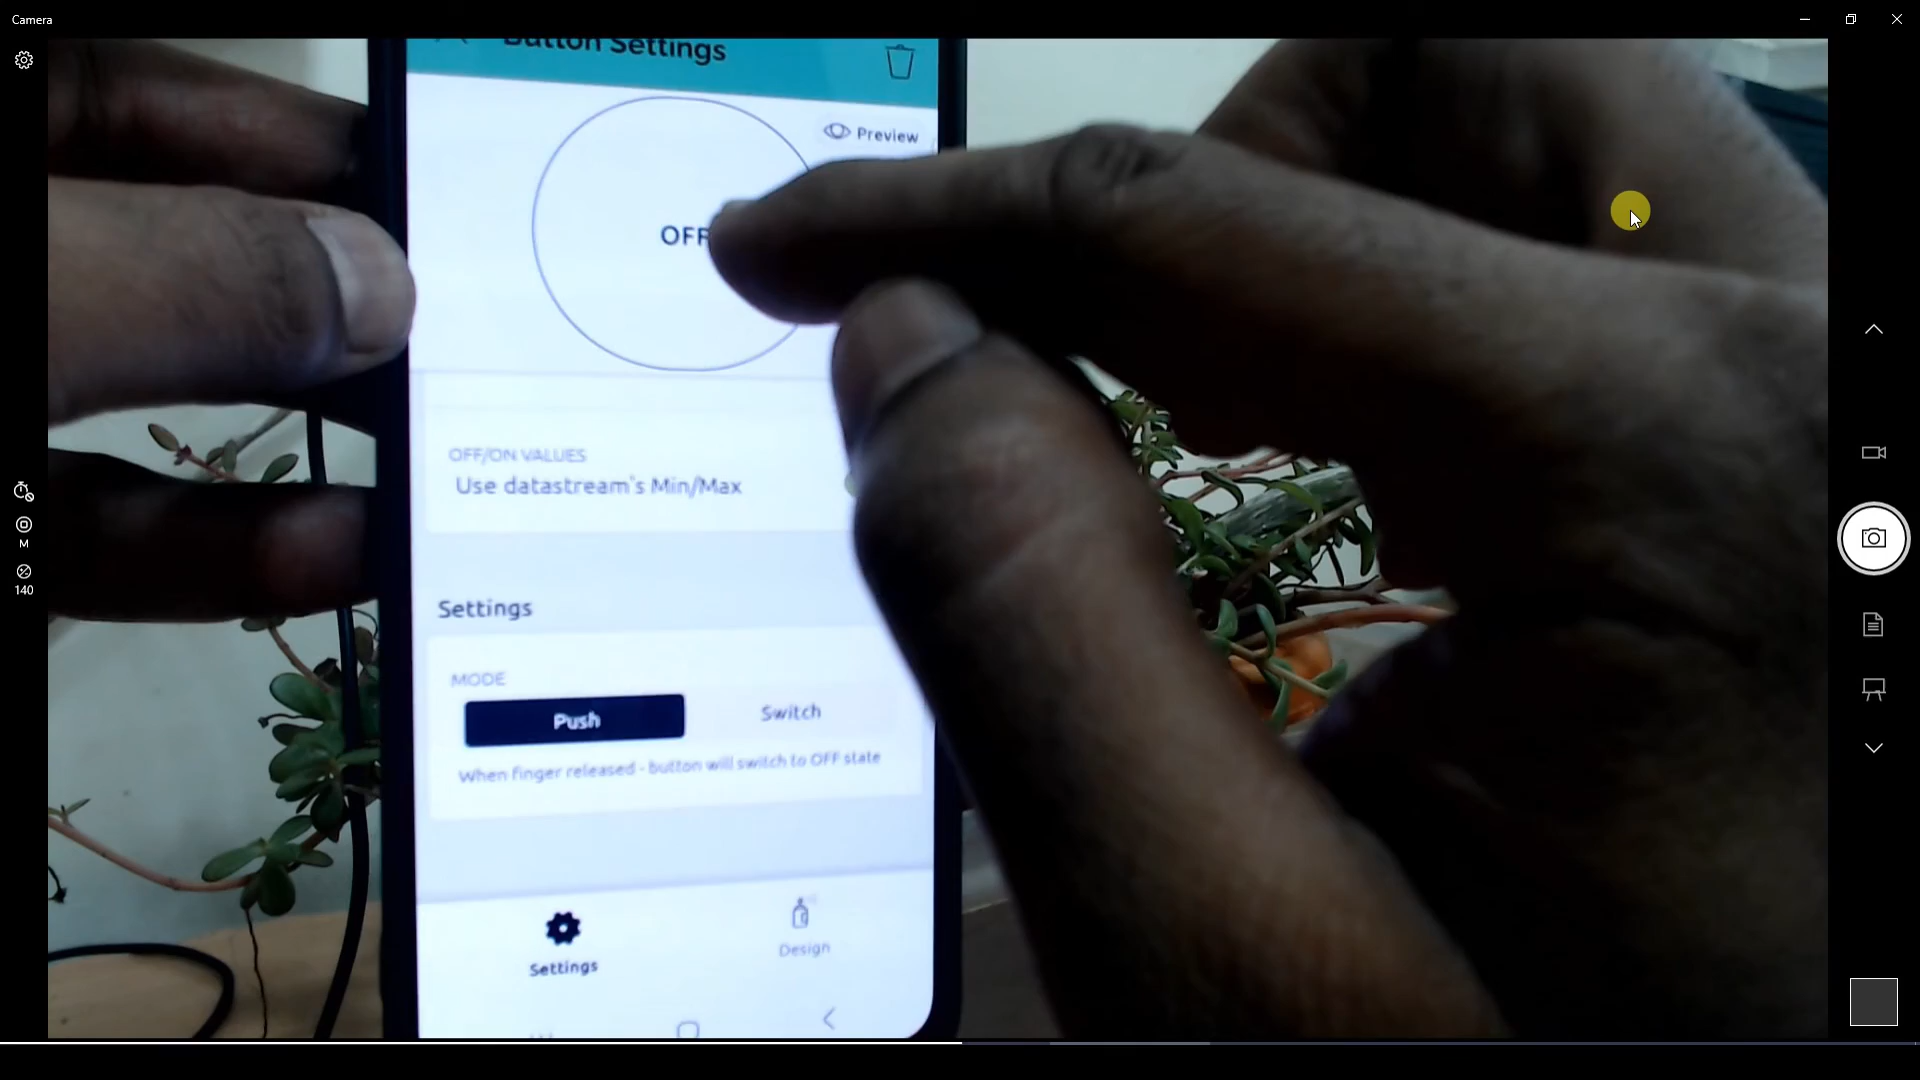 Camera
Button Settings
Preview
OFF
OFF/ON VALUES
Use datastream's Min/Max
Settings
MODE
Push
Switch
When finger released - button will switch to OFF state
Settings
Design
M
140